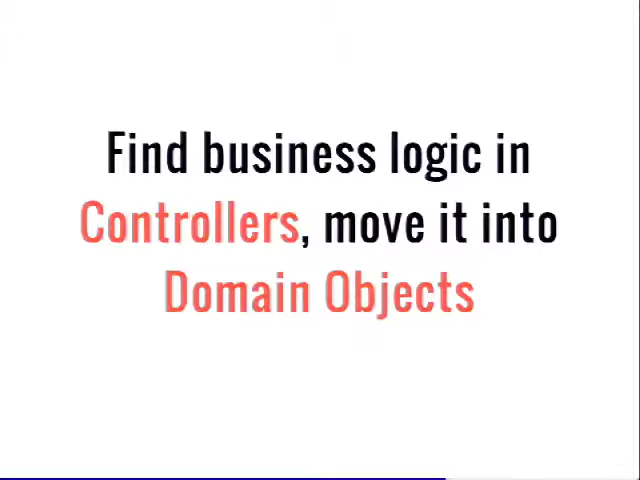 Find business logic in
Controllers, move it into
Domain Objects